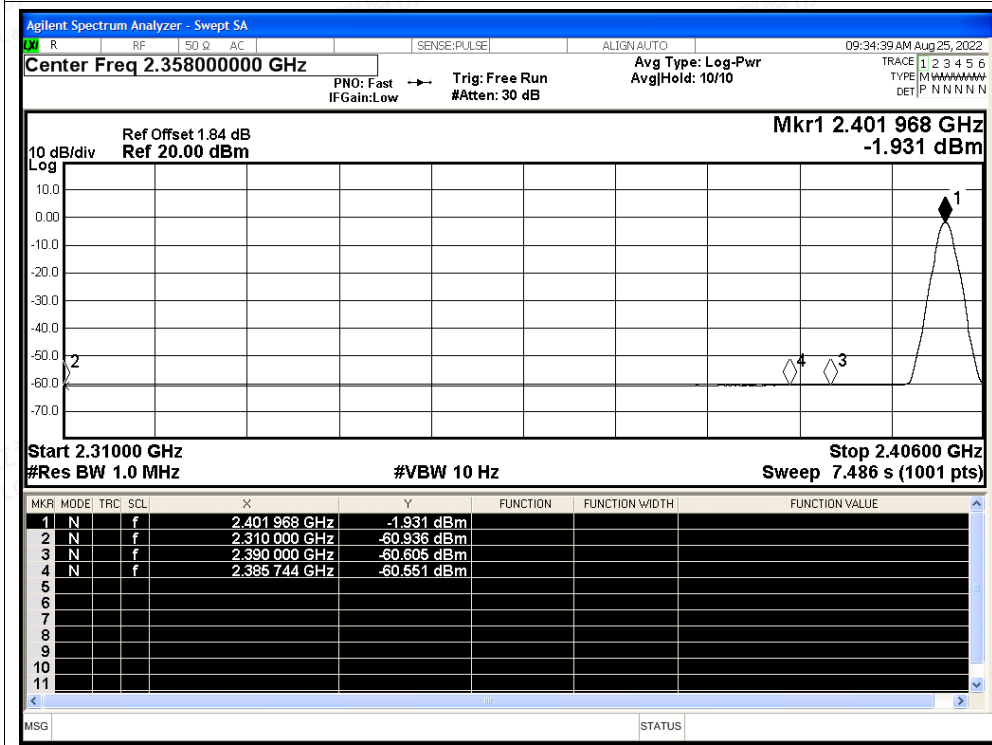 Agilent Spectrum Analyzer - Swept SA
LXI R RF 50 Ω AC SENSE:PULSE ALIGN AUTO 09:34:39 AM Aug 25, 2022
Center Freq 2.358000000 GHz
PNO: Fast
IFGain:Low
Trig: Free Run
#Atten: 30 dB
Avg Type: Log-Pwr
Avg|Hold: 10/10
TRACE 1 2 3 4 5 6
TYPE M WWWWW
DET P N N N N N
Ref Offset 1.84 dB
10 dB/div Ref 20.00 dBm
Log
Mkr1 2.401 968 GHz
-1.931 dBm
10.0
0.00
-10.0
-20.0
-30.0
-40.0
-50.0
-60.0
-70.0
1
2
4
3
Start 2.31000 GHz Stop 2.40600 GHz
#Res BW 1.0 MHz #VBW 10 Hz Sweep 7.486 s (1001 pts)
MKR MODE TRC SCL X Y FUNCTION FUNCTION WIDTH FUNCTION VALUE
1 N f 2.401 968 GHz -1.931 dBm
2 N f 2.310 000 GHz -60.936 dBm
3 N f 2.390 000 GHz -60.605 dBm
4 N f 2.385 744 GHz -60.551 dBm
5
6
7
8
9
10
11
MSG STATUS